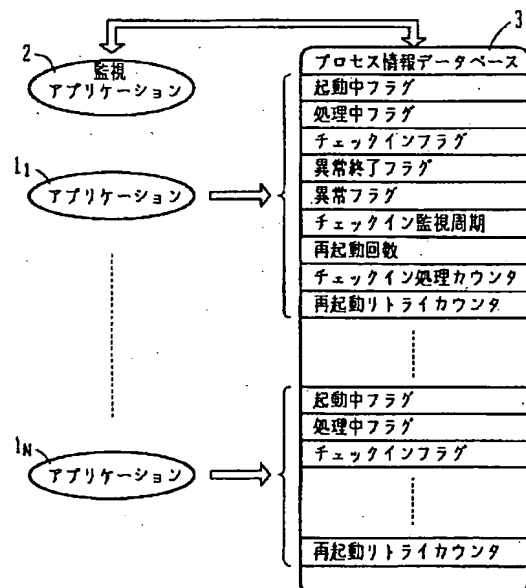 3
プロセス情報データベース
2
監視
アプリケーション
起動中フラグ
処理中フラグ
チェックインフラグ
異常終了フラグ
異常フラグ
チェックイン監視周期
再起動回数
チェックイン処理カウンタ
再起動リトライカウンタ
1₁
アプリケーション
起動中フラグ
処理中フラグ
チェックインフラグ
再起動リトライカウンタ
1N
アプリケーション